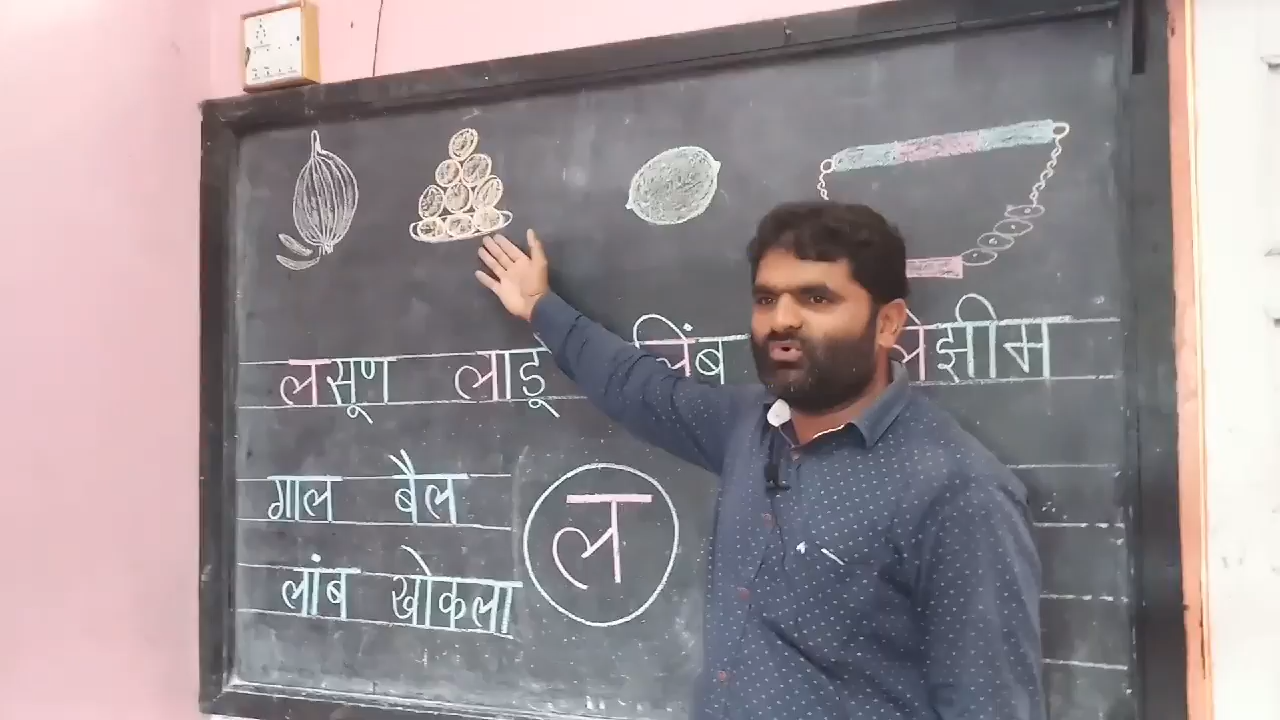 लसूण लाडू लिंब लेझीम
गाल बैल
ल
लांब खोकला